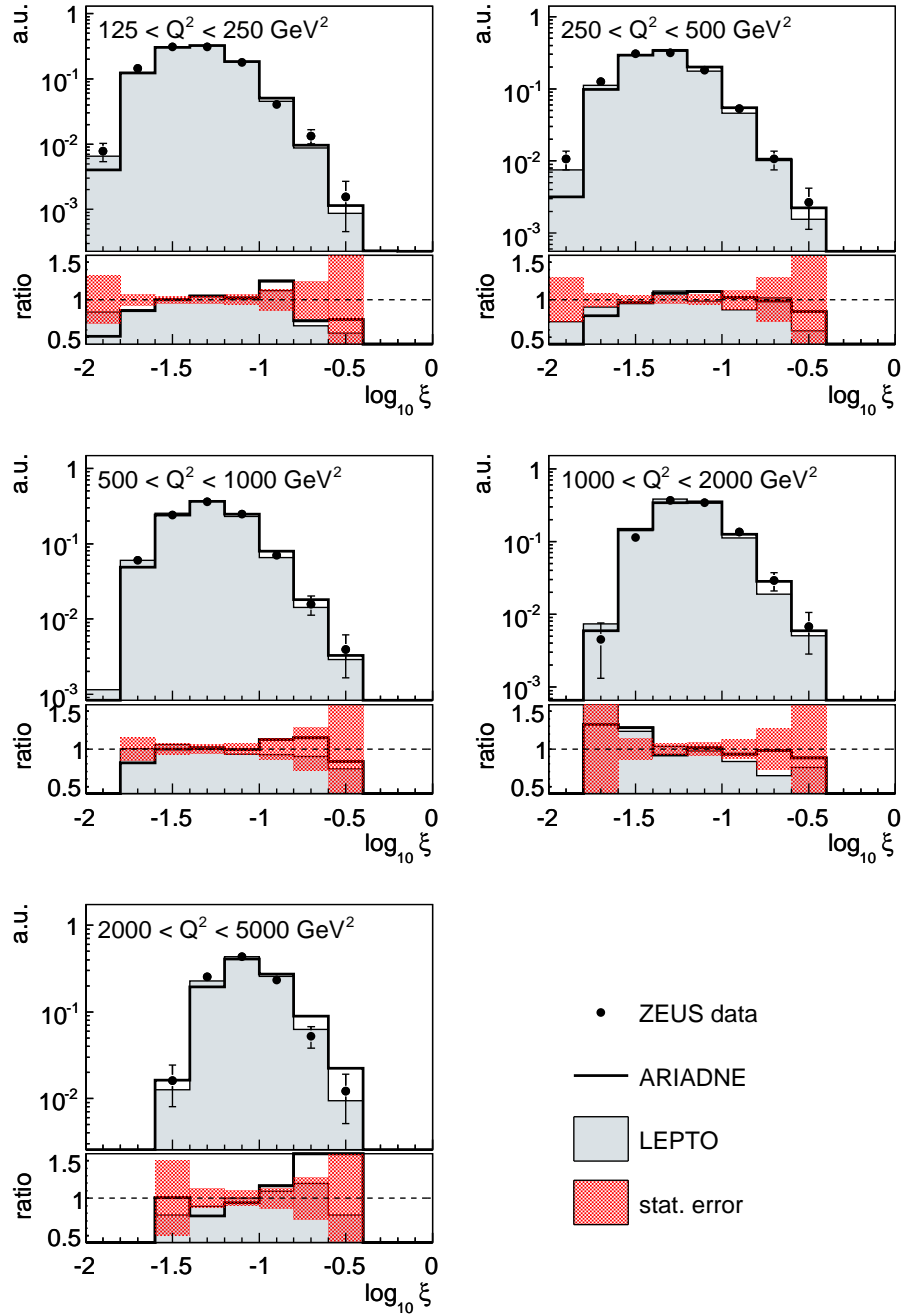 a.u.
125 < Q² < 250 GeV²
10⁻¹
10⁻²
10⁻³
1
ratio
1.5
1
0.5
-2 -1.5 -1 -0.5 0
log₁₀ ξ
a.u.
250 < Q² < 500 GeV²
1
10⁻¹
10⁻²
10⁻³
ratio
1.5
1
0.5
-2 -1.5 -1 -0.5 0
log₁₀ ξ
a.u.
500 < Q² < 1000 GeV²
1
10⁻¹
10⁻²
10⁻³
ratio
1.5
1
0.5
-2 -1.5 -1 -0.5 0
log₁₀ ξ
a.u.
1000 < Q² < 2000 GeV²
1
10⁻¹
10⁻²
10⁻³
ratio
1.5
1
0.5
-2 -1.5 -1 -0.5 0
log₁₀ ξ
a.u.
2000 < Q² < 5000 GeV²
1
10⁻¹
10⁻²
ratio
1.5
1
0.5
-2 -1.5 -1 -0.5 0
log₁₀ ξ
ZEUS data
ARIADNE
LEPTO
stat. error